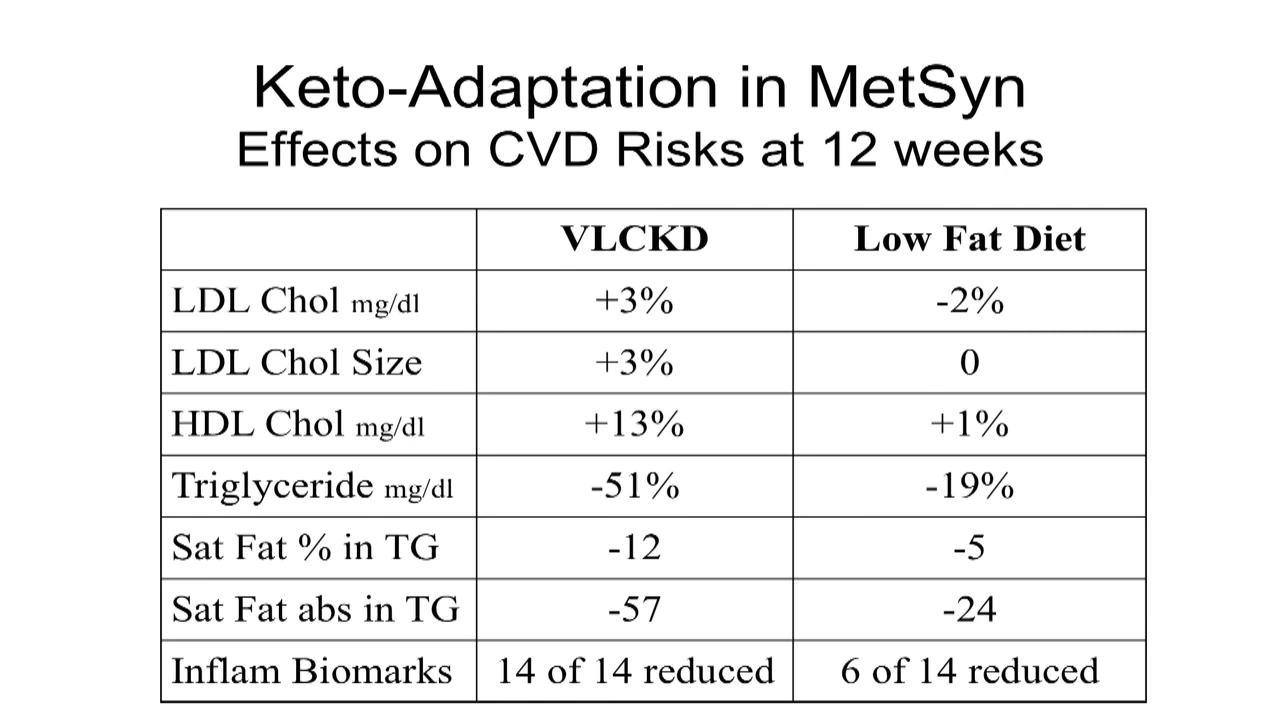 Keto-Adaptation in MetSyn
Effects on CVD Risks at 12 weeks
VLCKD Low Fat Diet
LDL Chol mg/dl +3% -2%
LDL Chol Size +3% 0
HDL Chol mg/dl +13% +1%
Triglyceride mg/dl -51% -19%
Sat Fat % in TG -12 -5
Sat Fat abs in TG -57 -24
Inflam Biomarks 14 of 14 reduced 6 of 14 reduced